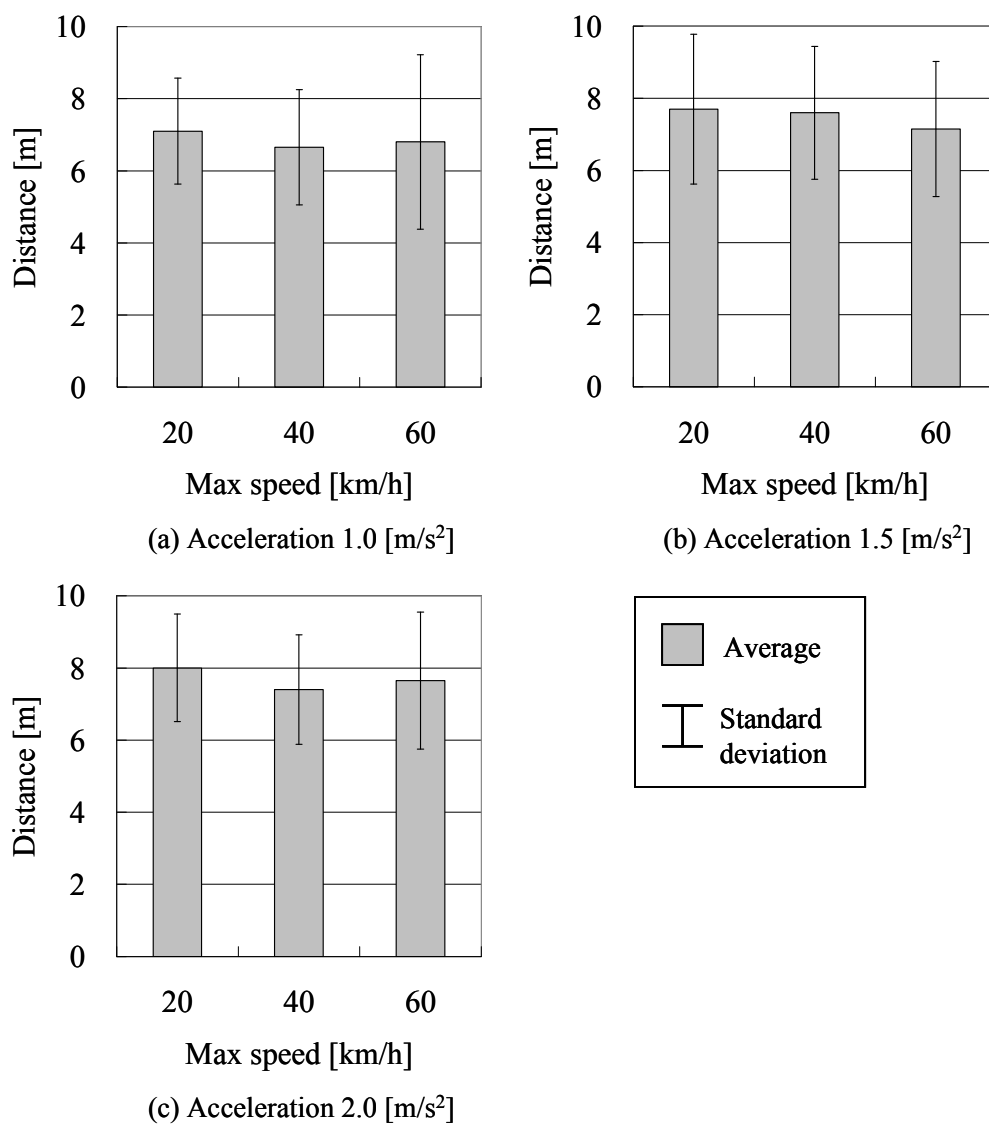 10
8
6
4
2
0
Distance [m]
20 40 60
Max speed [km/h]
(a) Acceleration 1.0 [m/s²]
10
8
6
4
2
0
Distance [m]
20 40 60
Max speed [km/h]
(b) Acceleration 1.5 [m/s²]
10
8
6
4
2
0
Distance [m]
20 40 60
Max speed [km/h]
(c) Acceleration 2.0 [m/s²]
Average
Standard
deviation